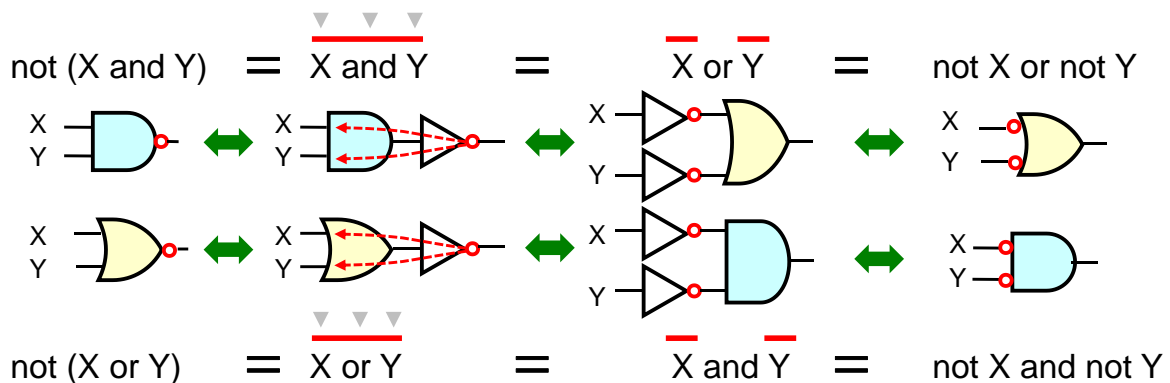 not (X and Y) = X and Y = X or Y = not X or not Y
X X X X
Y Y Y Y
X X X X
Y Y Y Y
not (X or Y) = X or Y = X and Y = not X and not Y